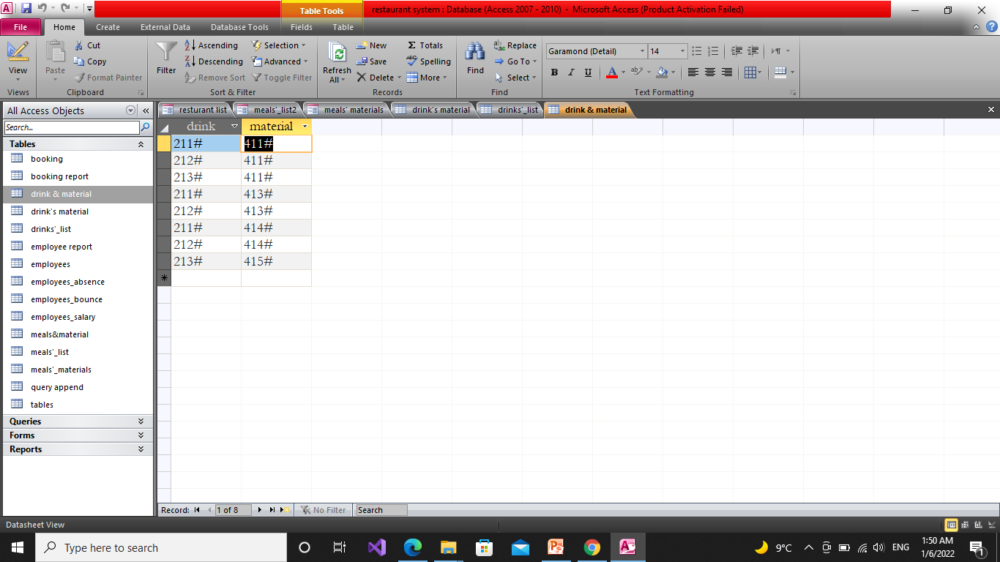 Table Tools
restaurant system : Database (Access 2007 - 2010) - Microsoft Access (Product Activation Failed)
File Home Create External Data Database Tools Fields Table
View
Views
Paste
Cut
Copy
Format Painter
Clipboard
Filter
Ascending
Descending
Remove Sort
Selection
Advanced
Toggle Filter
Sort & Filter
Refresh All
New
Save
Delete
Totals
Spelling
More
Records
Find
Replace
Go To
Select
Find
Garamond (Detail) 14
B I U A
Text Formatting
All Access Objects
Search...
Tables
booking
booking report
drink & material
drink's material
drinks'_list
employee report
employees
employees_absence
employees_bounce
employees_salary
meals&material
meals'_list
meals'_materials
query append
tables
Queries
Forms
Reports
resturant list meals'_list2 meals' materials drink's material drinks'_list drink & material
drink material
211# 411#
212# 411#
213# 411#
211# 413#
212# 413#
211# 414#
212# 414#
213# 415#
Record: 1 of 8 No Filter Search
Datasheet View
Type here to search
9°C ENG
1:50 AM
1/6/2022
1